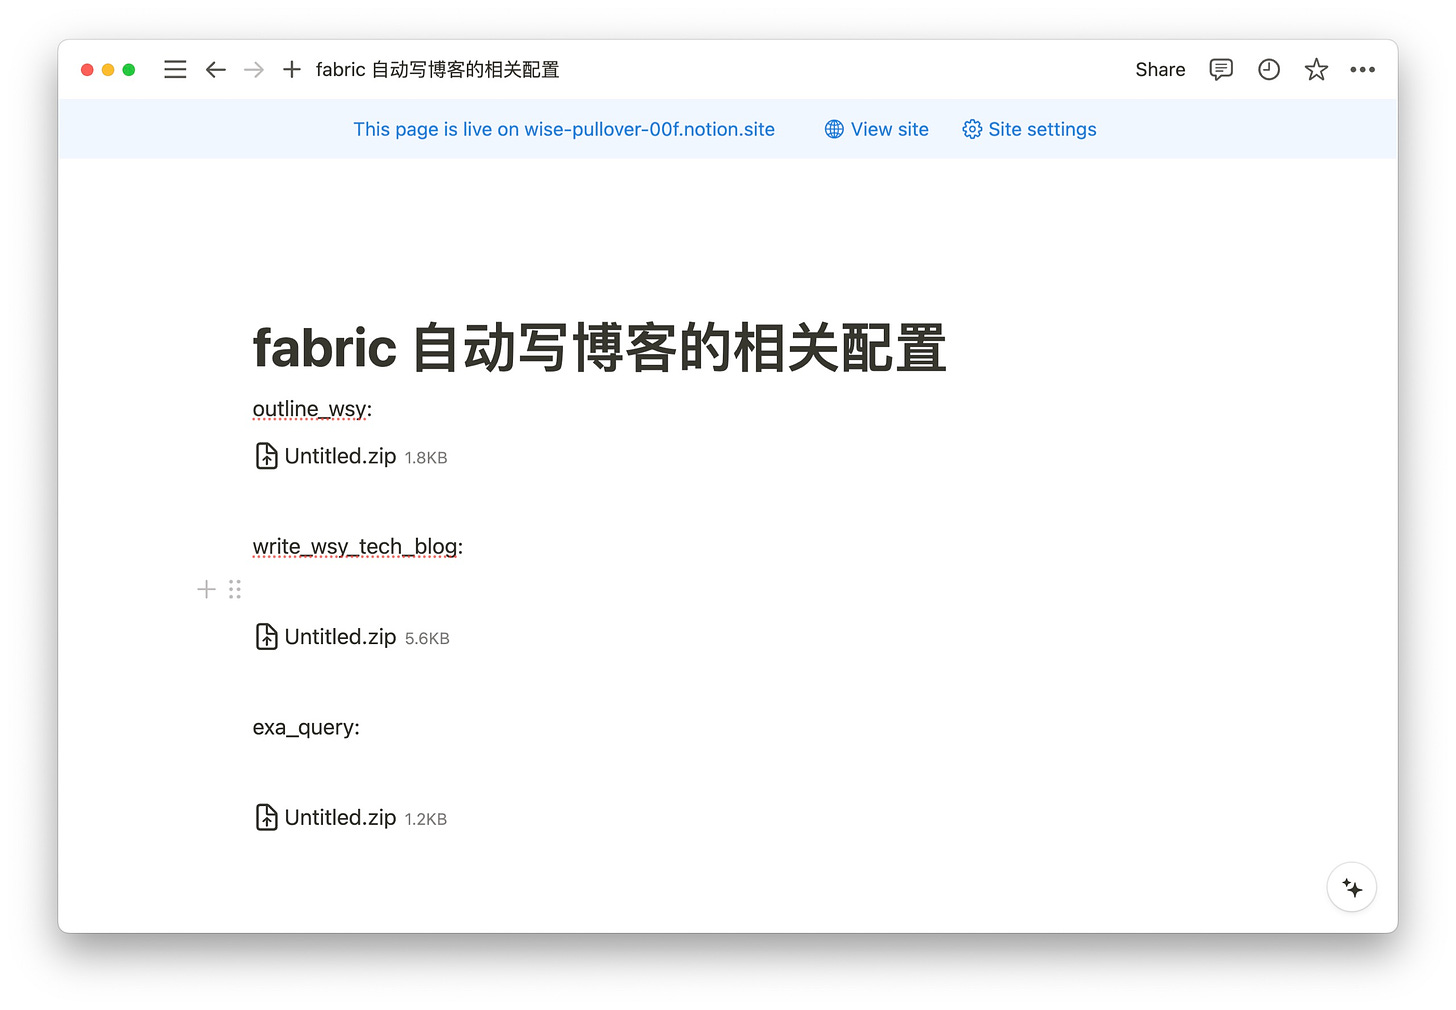 fabric 自动写博客的相关配置
Share
This page is live on wise-pullover-00f.notion.site
View site
Site settings
fabric 自动写博客的相关配置
outline_wsy:
Untitled.zip 1.8KB
write_wsy_tech_blog:
Untitled.zip 5.6KB
exa_query:
Untitled.zip 1.2KB